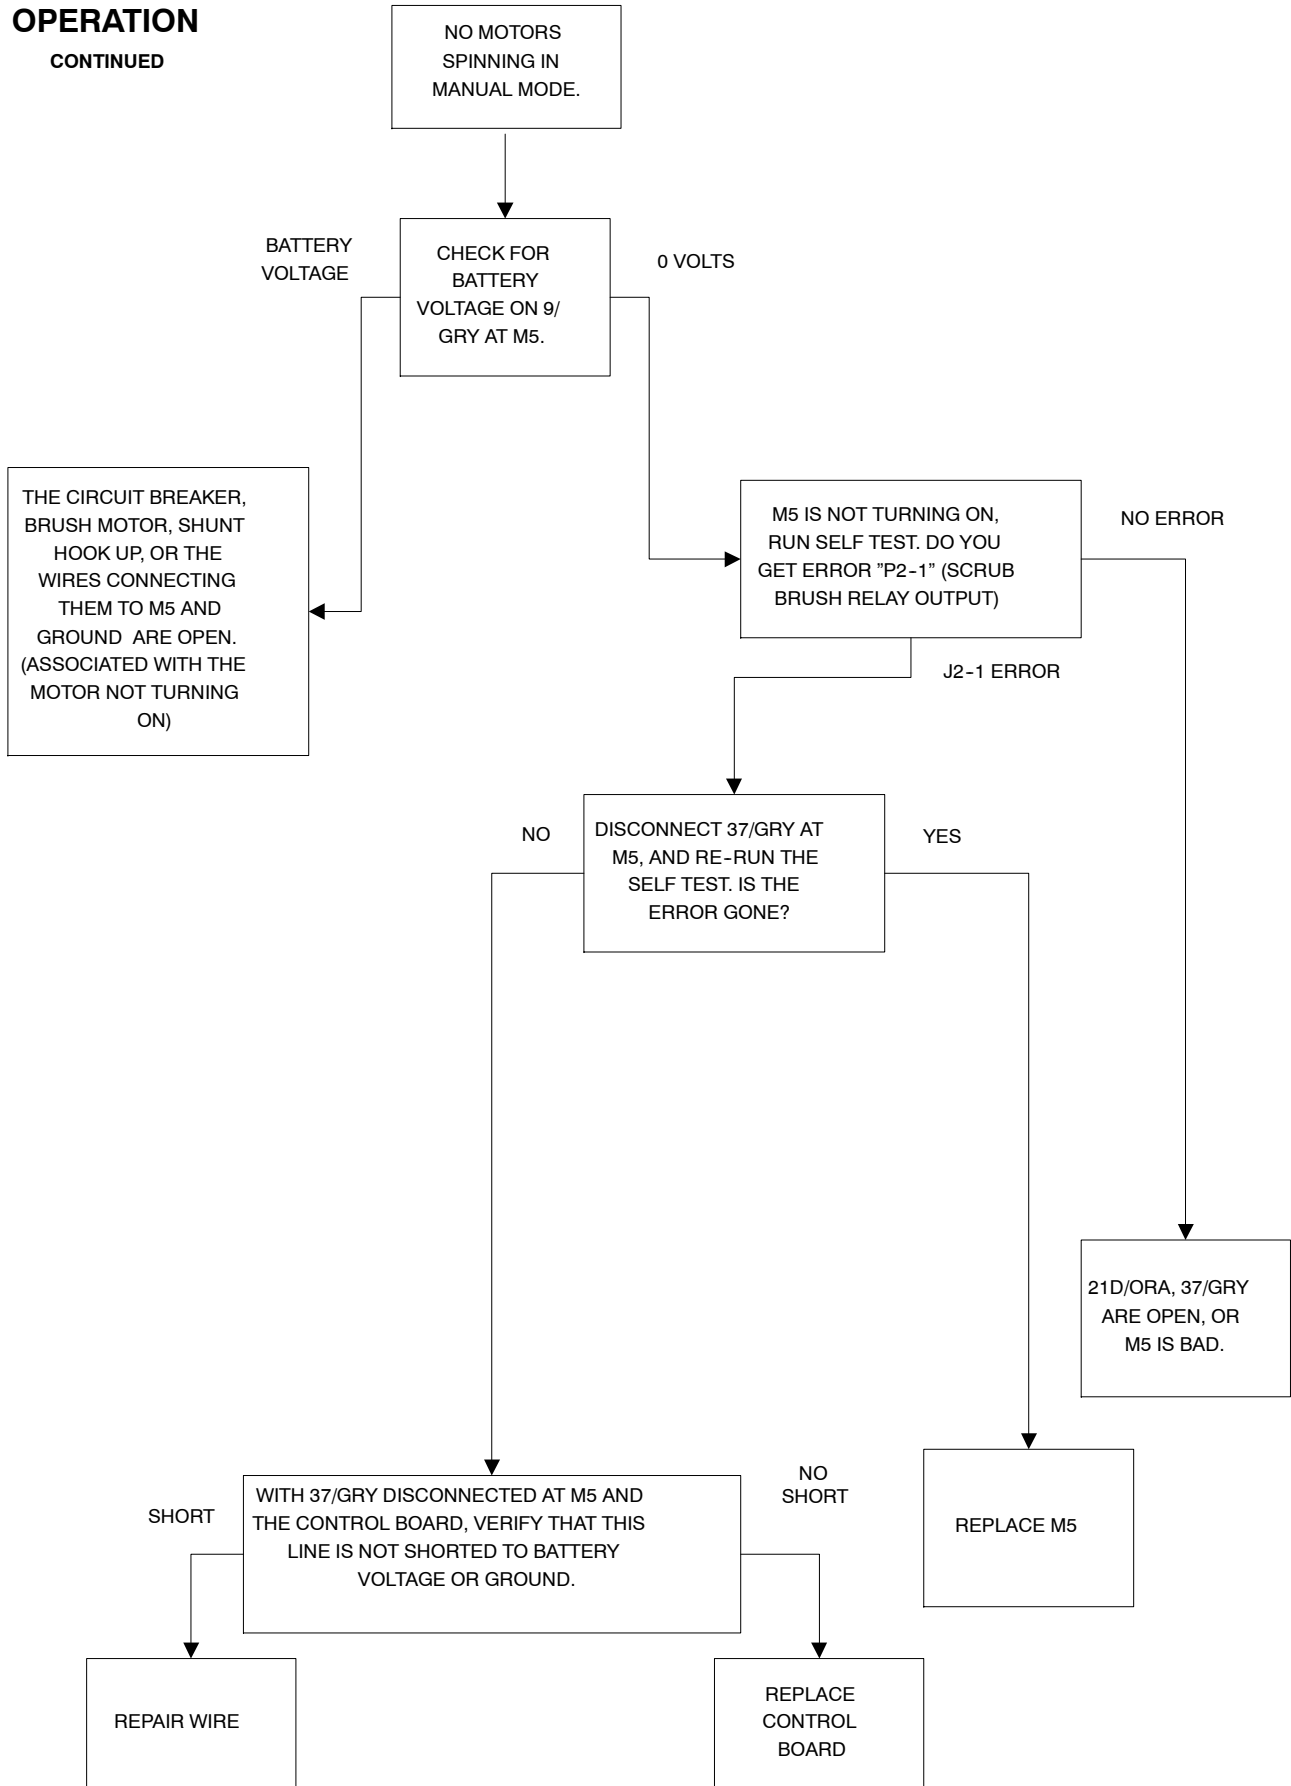 OPERATION
CONTINUED
NO MOTORS
SPINNING IN
MANUAL MODE.
BATTERY
VOLTAGE
CHECK FOR
BATTERY
VOLTAGE ON 9/
GRY AT M5.
0 VOLTS
THE CIRCUIT BREAKER,
BRUSH MOTOR, SHUNT
HOOK UP, OR THE
WIRES CONNECTING
THEM TO M5 AND
GROUND ARE OPEN.
(ASSOCIATED WITH THE
MOTOR NOT TURNING
ON)
M5 IS NOT TURNING ON,
RUN SELF TEST. DO YOU
GET ERROR "P2-1" (SCRUB
BRUSH RELAY OUTPUT)
NO ERROR
J2-1 ERROR
NO
DISCONNECT 37/GRY AT
M5, AND RE-RUN THE
SELF TEST. IS THE
ERROR GONE?
YES
21D/ORA, 37/GRY
ARE OPEN, OR
M5 IS BAD.
SHORT
WITH 37/GRY DISCONNECTED AT M5 AND
THE CONTROL BOARD, VERIFY THAT THIS
LINE IS NOT SHORTED TO BATTERY
VOLTAGE OR GROUND.
NO
SHORT
REPLACE M5
REPAIR WIRE
REPLACE
CONTROL
BOARD